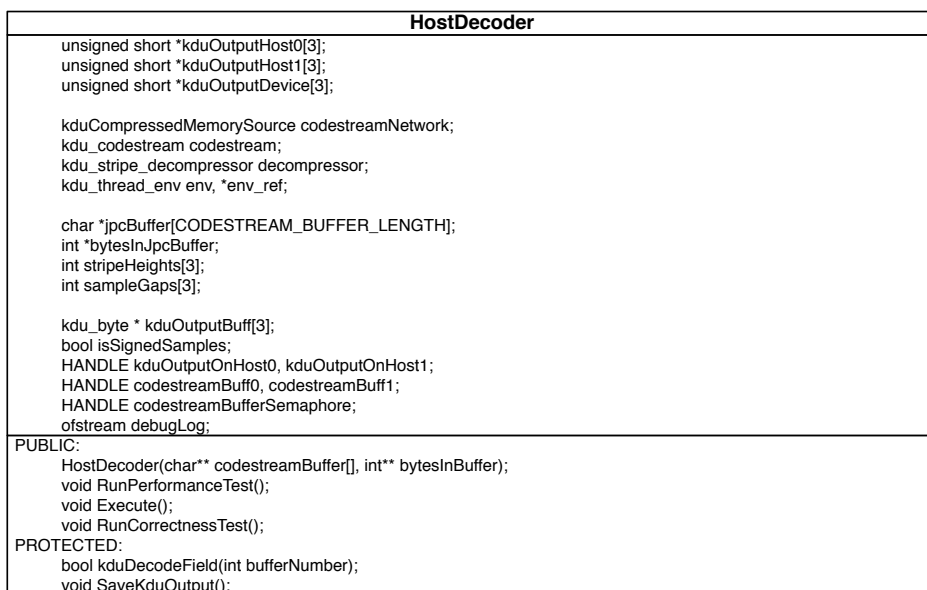 HostDecoder
unsigned short *kduOutputHost0[3];
unsigned short *kduOutputHost1[3];
unsigned short *kduOutputDevice[3];
kduCompressedMemorySource codestreamNetwork;
kdu_codestream codestream;
kdu_stripe_decompressor decompressor;
kdu_thread_env env, *env_ref;
char *jpcBuffer[CODESTREAM_BUFFER_LENGTH];
int *bytesInJpcBuffer;
int stripeHeights[3];
int sampleGaps[3];
kdu_byte * kduOutputBuff[3];
bool isSignedSamples;
HANDLE kduOutputOnHost0, kduOutputOnHost1;
HANDLE codestreamBuff0, codestreamBuff1;
HANDLE codestreamBufferSemaphore;
ofstream debugLog;
PUBLIC:
HostDecoder(char** codestreamBuffer[], int** bytesInBuffer);
void RunPerformanceTest();
void Execute();
void RunCorrectnessTest();
PROTECTED:
bool kduDecodeField(int bufferNumber);
void SaveKduOutput();